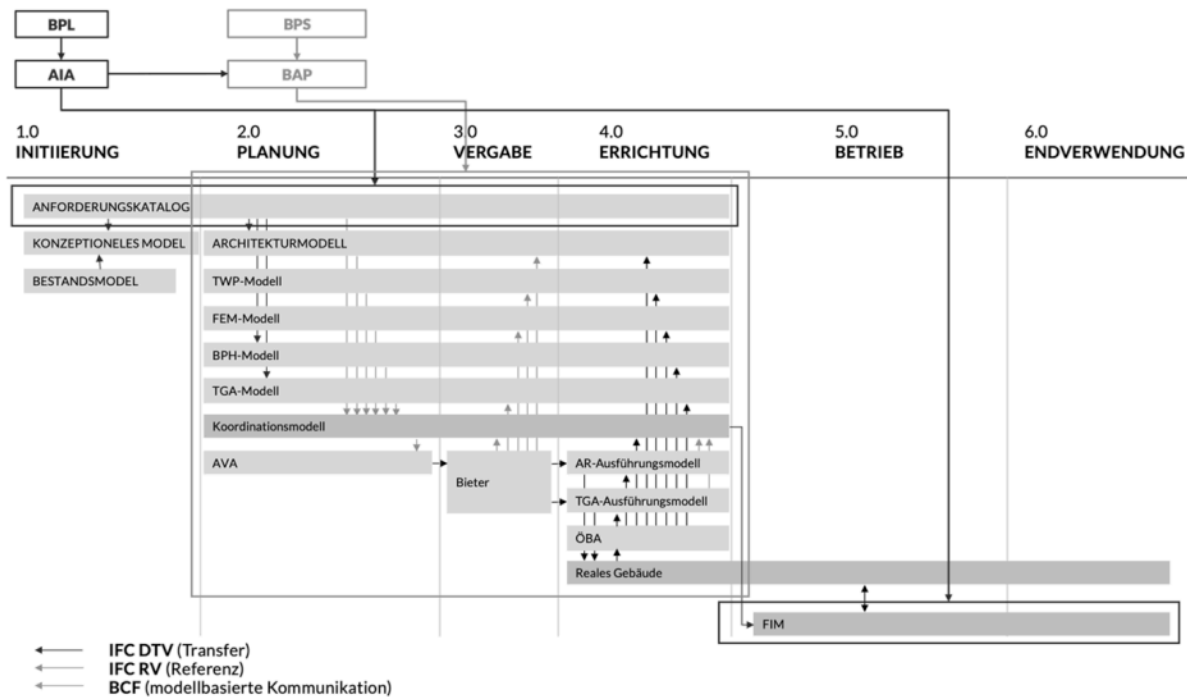 BPL
BPS
AIA
BAP
1.0
INITIIERUNG
2.0
PLANUNG
3.0
VERGABE
4.0
ERRICHTUNG
5.0
BETRIEB
6.0
ENDVERWENDUNG
ANFORDERUNGSKATALOG
KONZEPTIONELES MODEL
ARCHITEKTURMODELL
BESTANDSMODEL
TWP-Modell
FEM-Modell
BPH-Modell
TGA-Modell
Koordinationsmodell
AVA
Bieter
AR-Ausführungsmodell
TGA-Ausführungsmodell
ÖBA
Reales Gebäude
FIM
IFC DTV (Transfer)
IFC RV (Referenz)
BCF (modellbasierte Kommunikation)